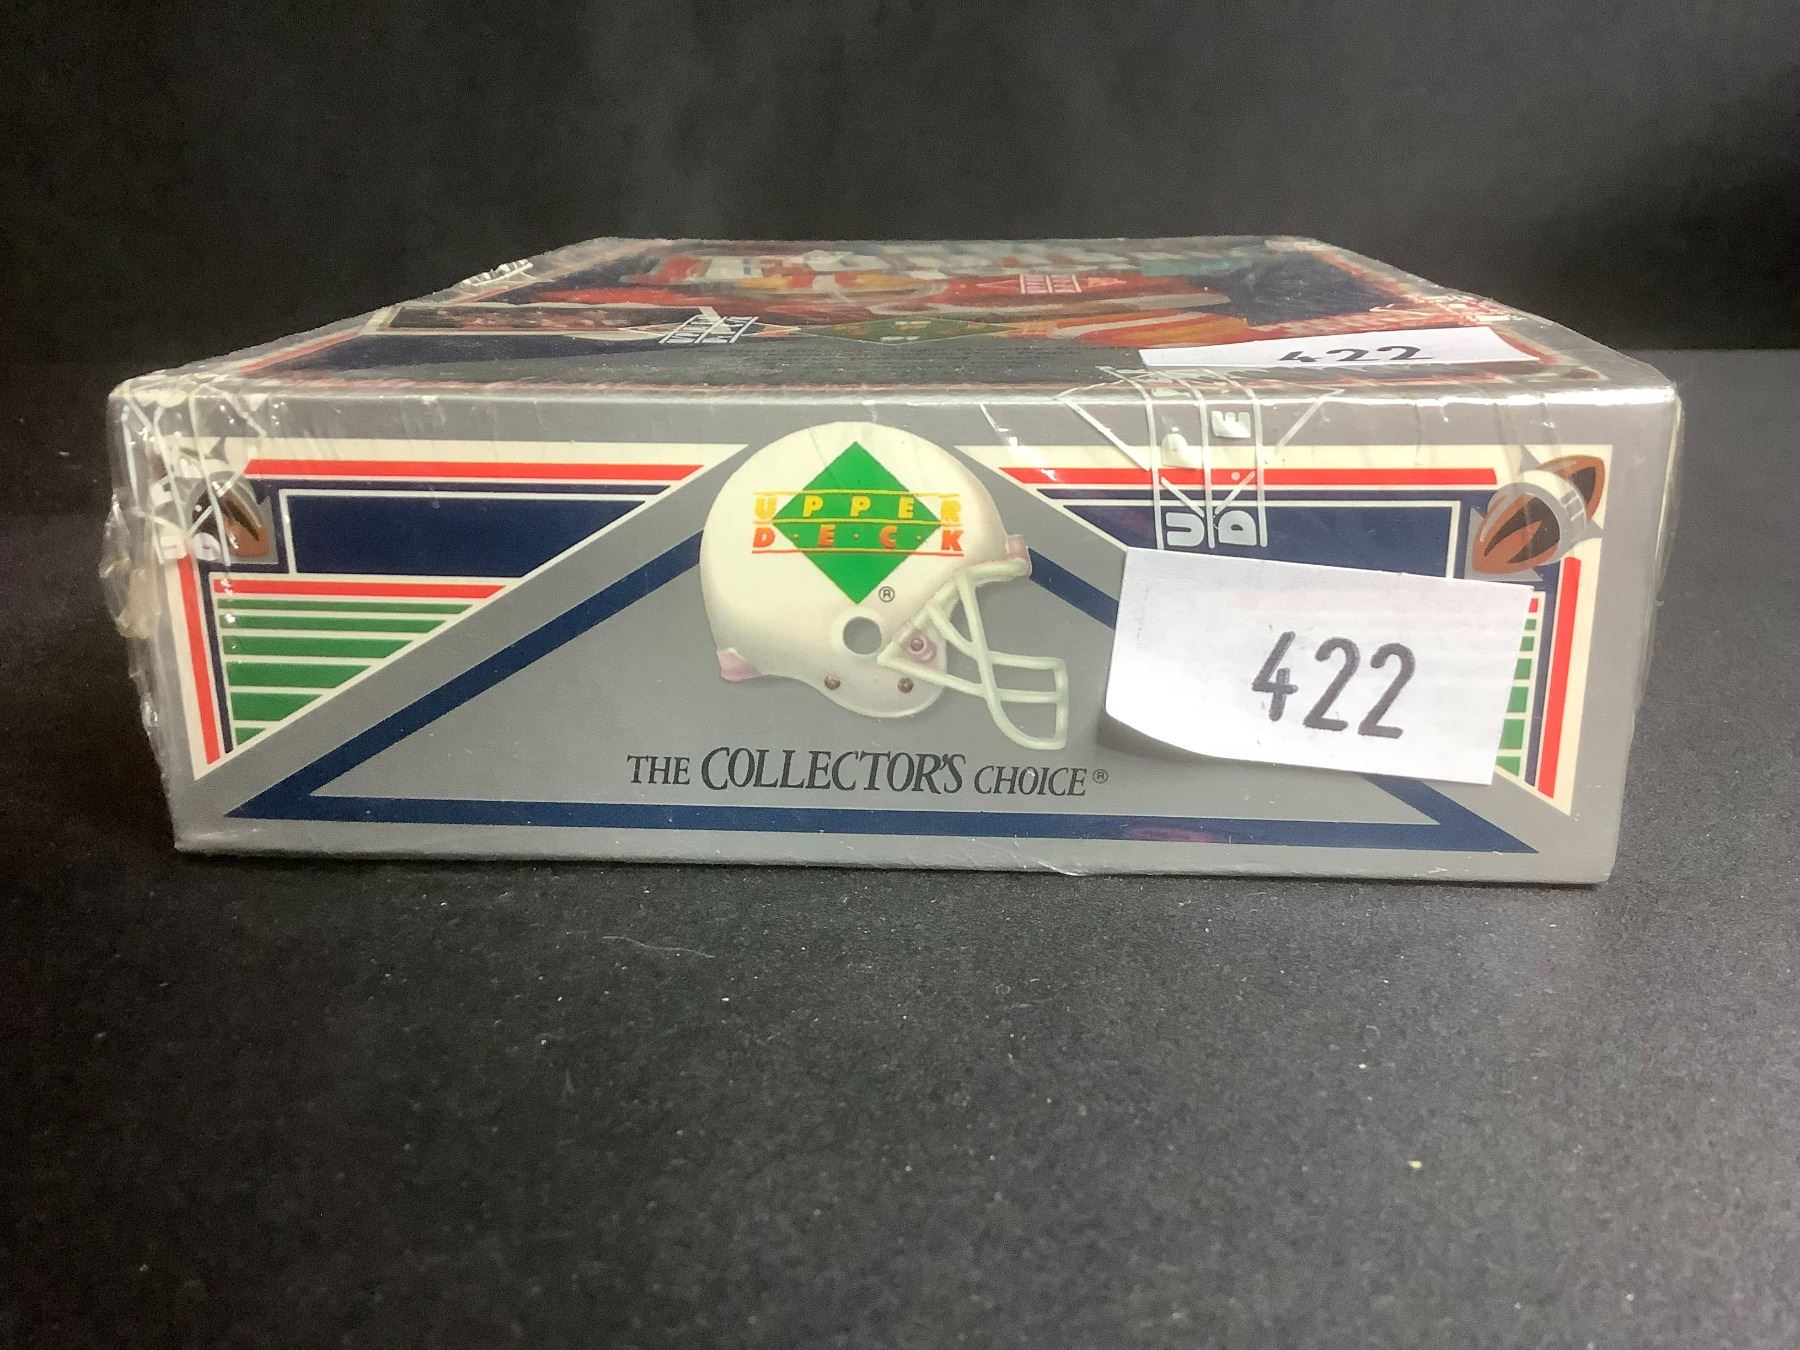 422
UPPER
D·E·C·K
®
THE COLLECTOR'S CHOICE®
422